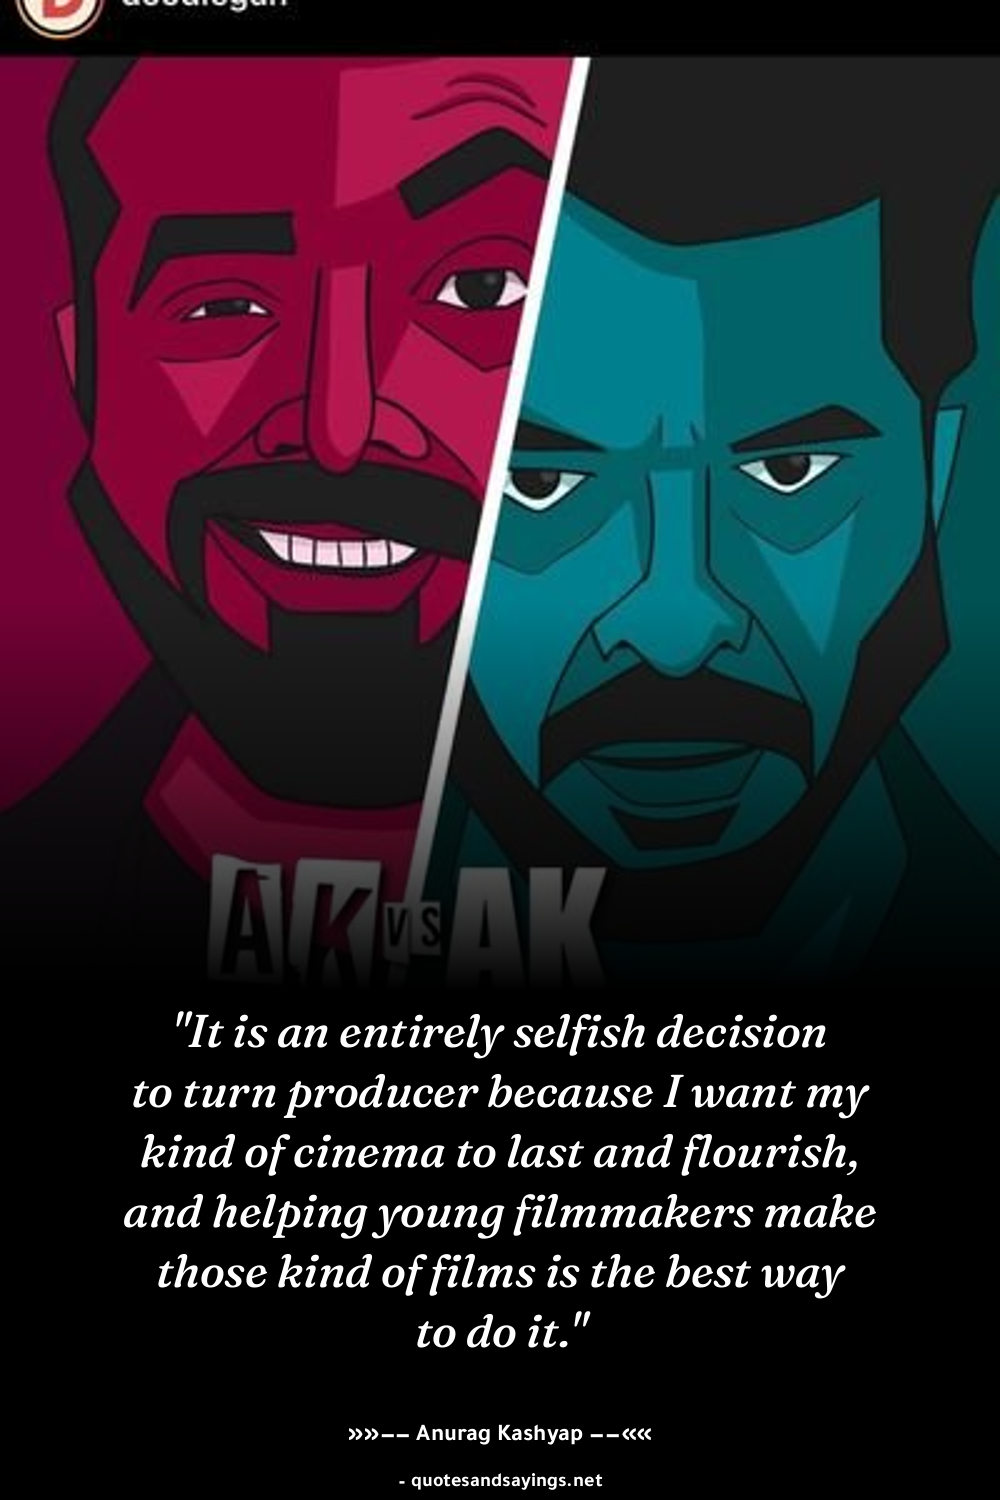 AK VS AK
"It is an entirely selfish decision
to turn producer because I want my
kind of cinema to last and flourish,
and helping young filmmakers make
those kind of films is the best way
to do it."
»»−− Anurag Kashyap −−««
- quotesandsayings.net